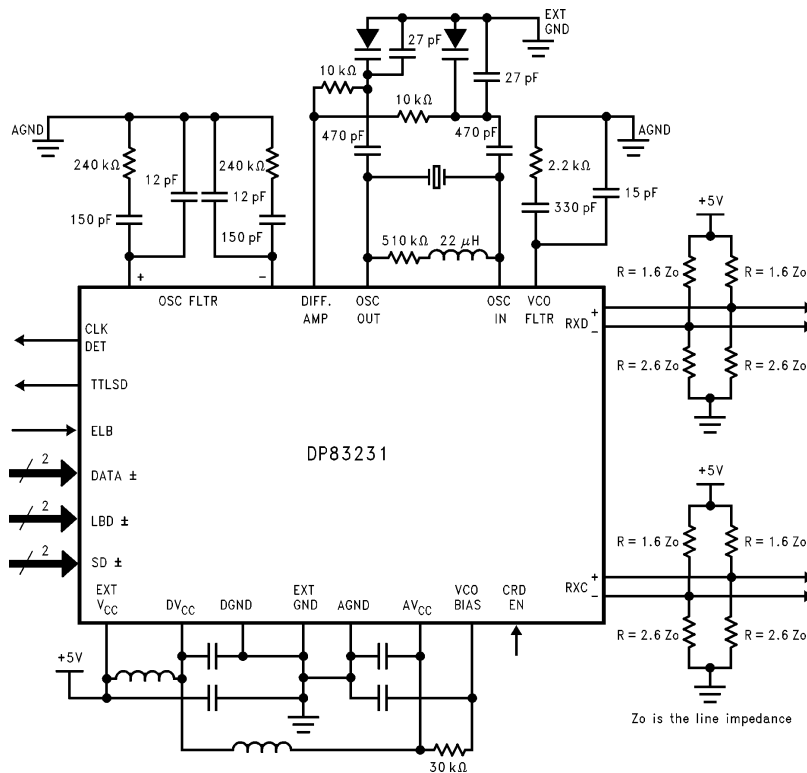 EXT
GND
27 pF
27 pF
10 kΩ
10 kΩ
AGND
470 pF
470 pF
AGND
240 kΩ
240 kΩ
12 pF
12 pF
150 pF
150 pF
2.2 kΩ
15 pF
330 pF
510 kΩ
22 μH
+5V
R = 1.6 Zo
R = 1.6 Zo
+
−
OSC FLTR
DIFF.
AMP
OSC
OUT
OSC
IN
VCO
FLTR
+
RXD
−
R = 2.6 Zo
R = 2.6 Zo
CLK
DET
TTLSD
ELB
2
DATA ±
2
LBD ±
2
SD ±
DP83231
+5V
R = 1.6 Zo
R = 1.6 Zo
+
RXC
−
R = 2.6 Zo
R = 2.6 Zo
EXT
VCC
DVCC
DGND
EXT
GND
AGND
AVCC
VCO
BIAS
CRD
EN
+5V
30 kΩ
Zo is the line impedance